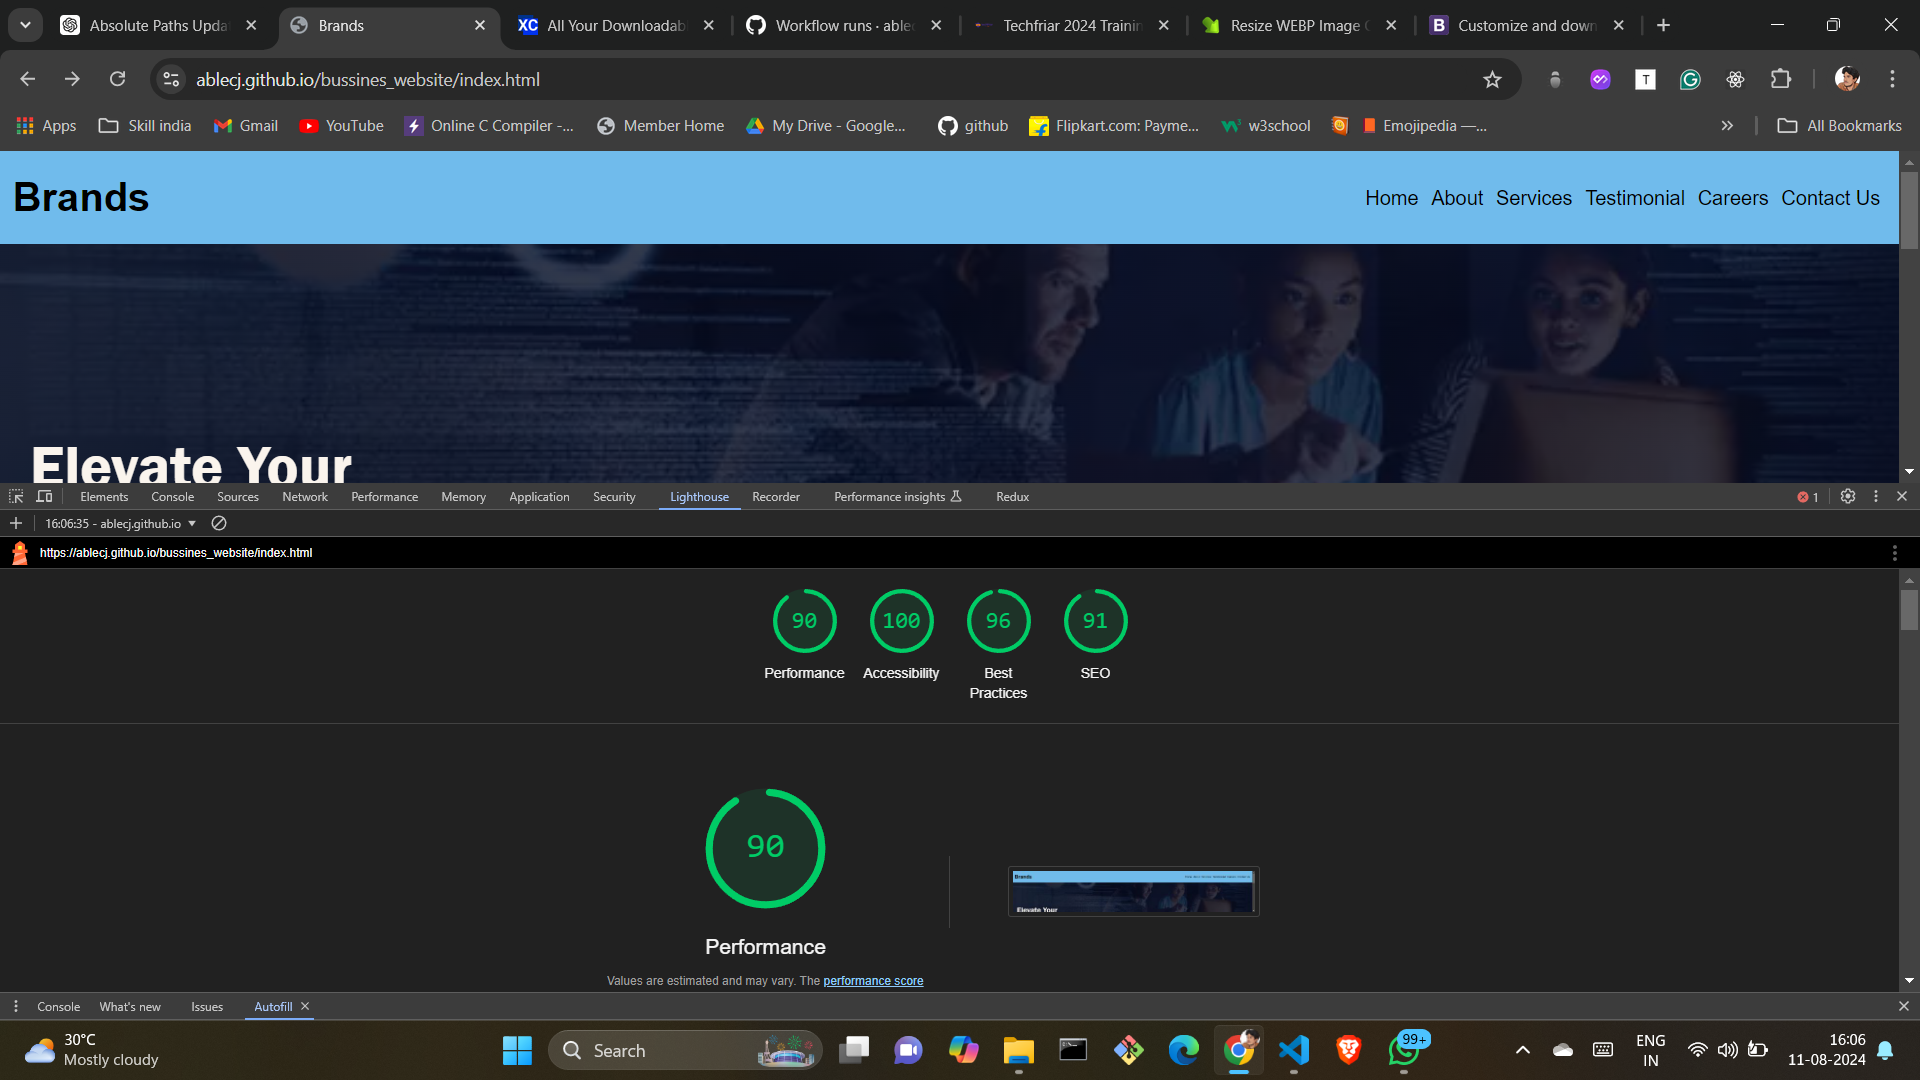 Absolute Paths Upda
Brands
XC All Your Downloadab
Workflow runs · able
Techfriar 2024 Trainin
Resize WEBP Image
B Customize and down
ablecj.github.io/bussines_website/index.html
T
Apps
Skill india
Gmail
YouTube
Online C Compiler -...
Member Home
My Drive - Google...
github
Flipkart.com: Payme...
w3school
Emojipedia —...
All Bookmarks
Brands
Home About Services Testimonial Careers Contact Us
Elevate Your
Elements Console Sources Network Performance Memory Application Security Lighthouse Recorder Performance insights Redux 1
16:06:35 - ablecj.github.io
https://ablecj.github.io/bussines_website/index.html
90 100 96 91
Performance Accessibility Best Practices SEO
90
Brands
Elevate Your
Performance
Values are estimated and may vary. The performance score
Console What's new Issues Autofill
30°C
Mostly cloudy
Search
99+
ENG
IN
16:06
11-08-2024